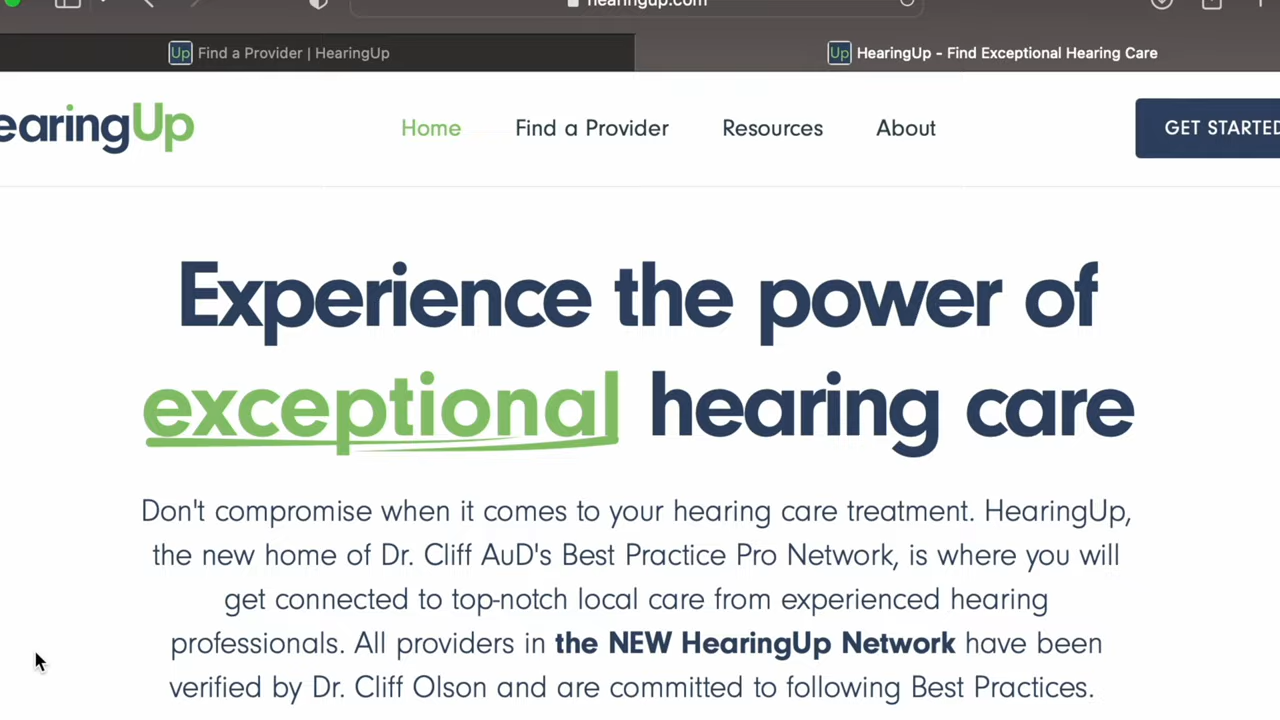 hearingup.com
Up Find a Provider | HearingUp
Up HearingUp - Find Exceptional Hearing Care
earingUp
Home Find a Provider Resources About
GET STARTED
Experience the power of
exceptional hearing care
Don't compromise when it comes to your hearing care treatment. HearingUp,
the new home of Dr. Cliff AuD's Best Practice Pro Network, is where you will
get connected to top-notch local care from experienced hearing
professionals. All providers in the NEW HearingUp Network have been
verified by Dr. Cliff Olson and are committed to following Best Practices.